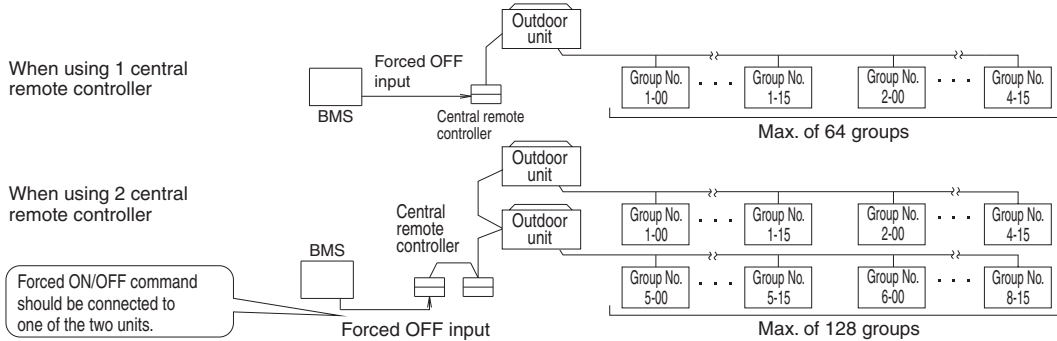 When using 1 central
remote controller
BMS
Forced OFF
input
Central remote
controller
Outdoor
unit
Group No.
1-00
Group No.
1-15
Group No.
2-00
Group No.
4-15
Max. of 64 groups
When using 2 central
remote controller
Forced ON/OFF command
should be connected to
one of the two units.
BMS
Forced OFF input
Central
remote
controller
Outdoor
unit
Outdoor
unit
Group No.
1-00
Group No.
1-15
Group No.
2-00
Group No.
4-15
Group No.
5-00
Group No.
5-15
Group No.
6-00
Group No.
8-15
Max. of 128 groups